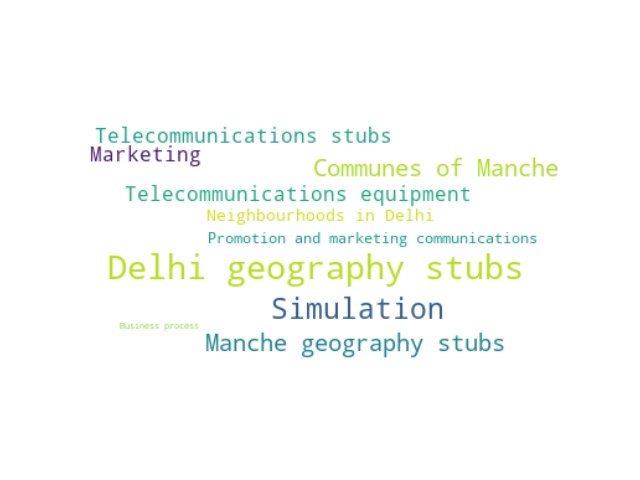 Telecommunications stubs
Marketing
Communes of Manche
Telecommunications equipment
Neighbourhoods in Delhi
Promotion and marketing communications
Delhi geography stubs
Simulation
Business process
Manche geography stubs